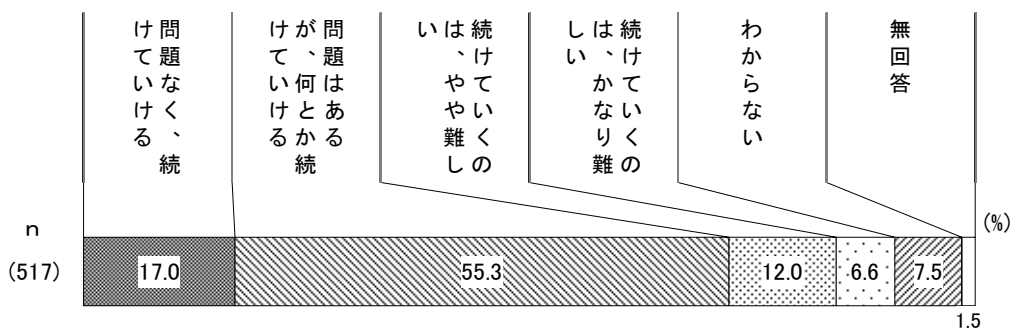 問題なく、続
けていける
問題はある
が、何とか続
けていける
続けていくの
は、やや難し
い
続けていくの
は、かなり難
しい
わからない
無回答
(%)
n
(517)
17.0
55.3
12.0
6.6
7.5
1.5